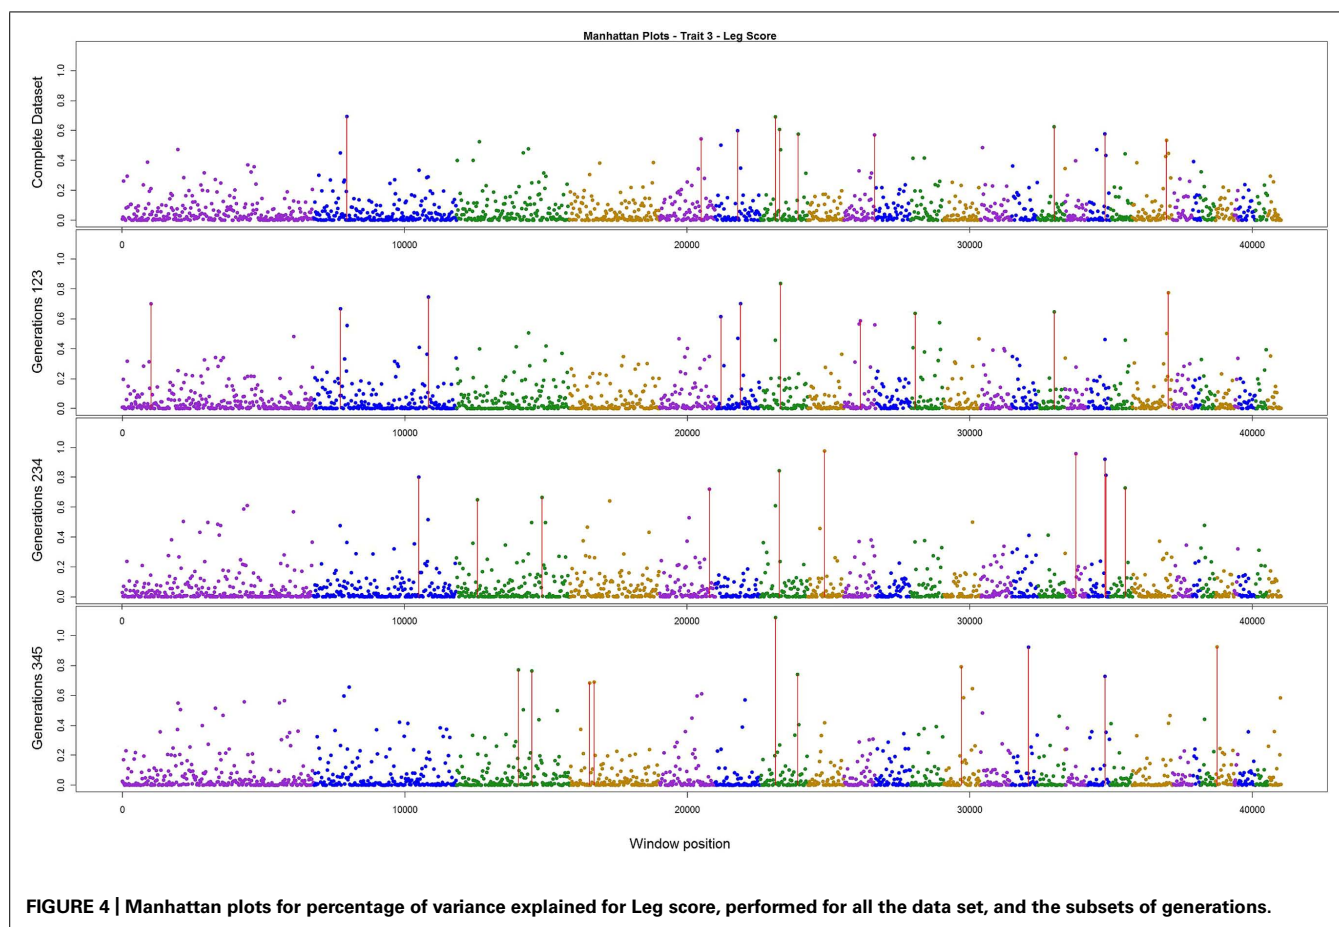 Manhattan Plots - Trait 3 - Leg Score
Complete Dataset
0.0 0.2 0.4 0.6 0.8 1.0
0 10000 20000 30000 40000
Generations 123
0.0 0.2 0.4 0.6 0.8 1.0
0 10000 20000 30000 40000
Generations 234
0.0 0.2 0.4 0.6 0.8 1.0
0 10000 20000 30000 40000
Generations 345
0.0 0.2 0.4 0.6 0.8 1.0
0 10000 20000 30000 40000
Window position
FIGURE 4 | Manhattan plots for percentage of variance explained for Leg score, performed for all the data set, and the subsets of generations.